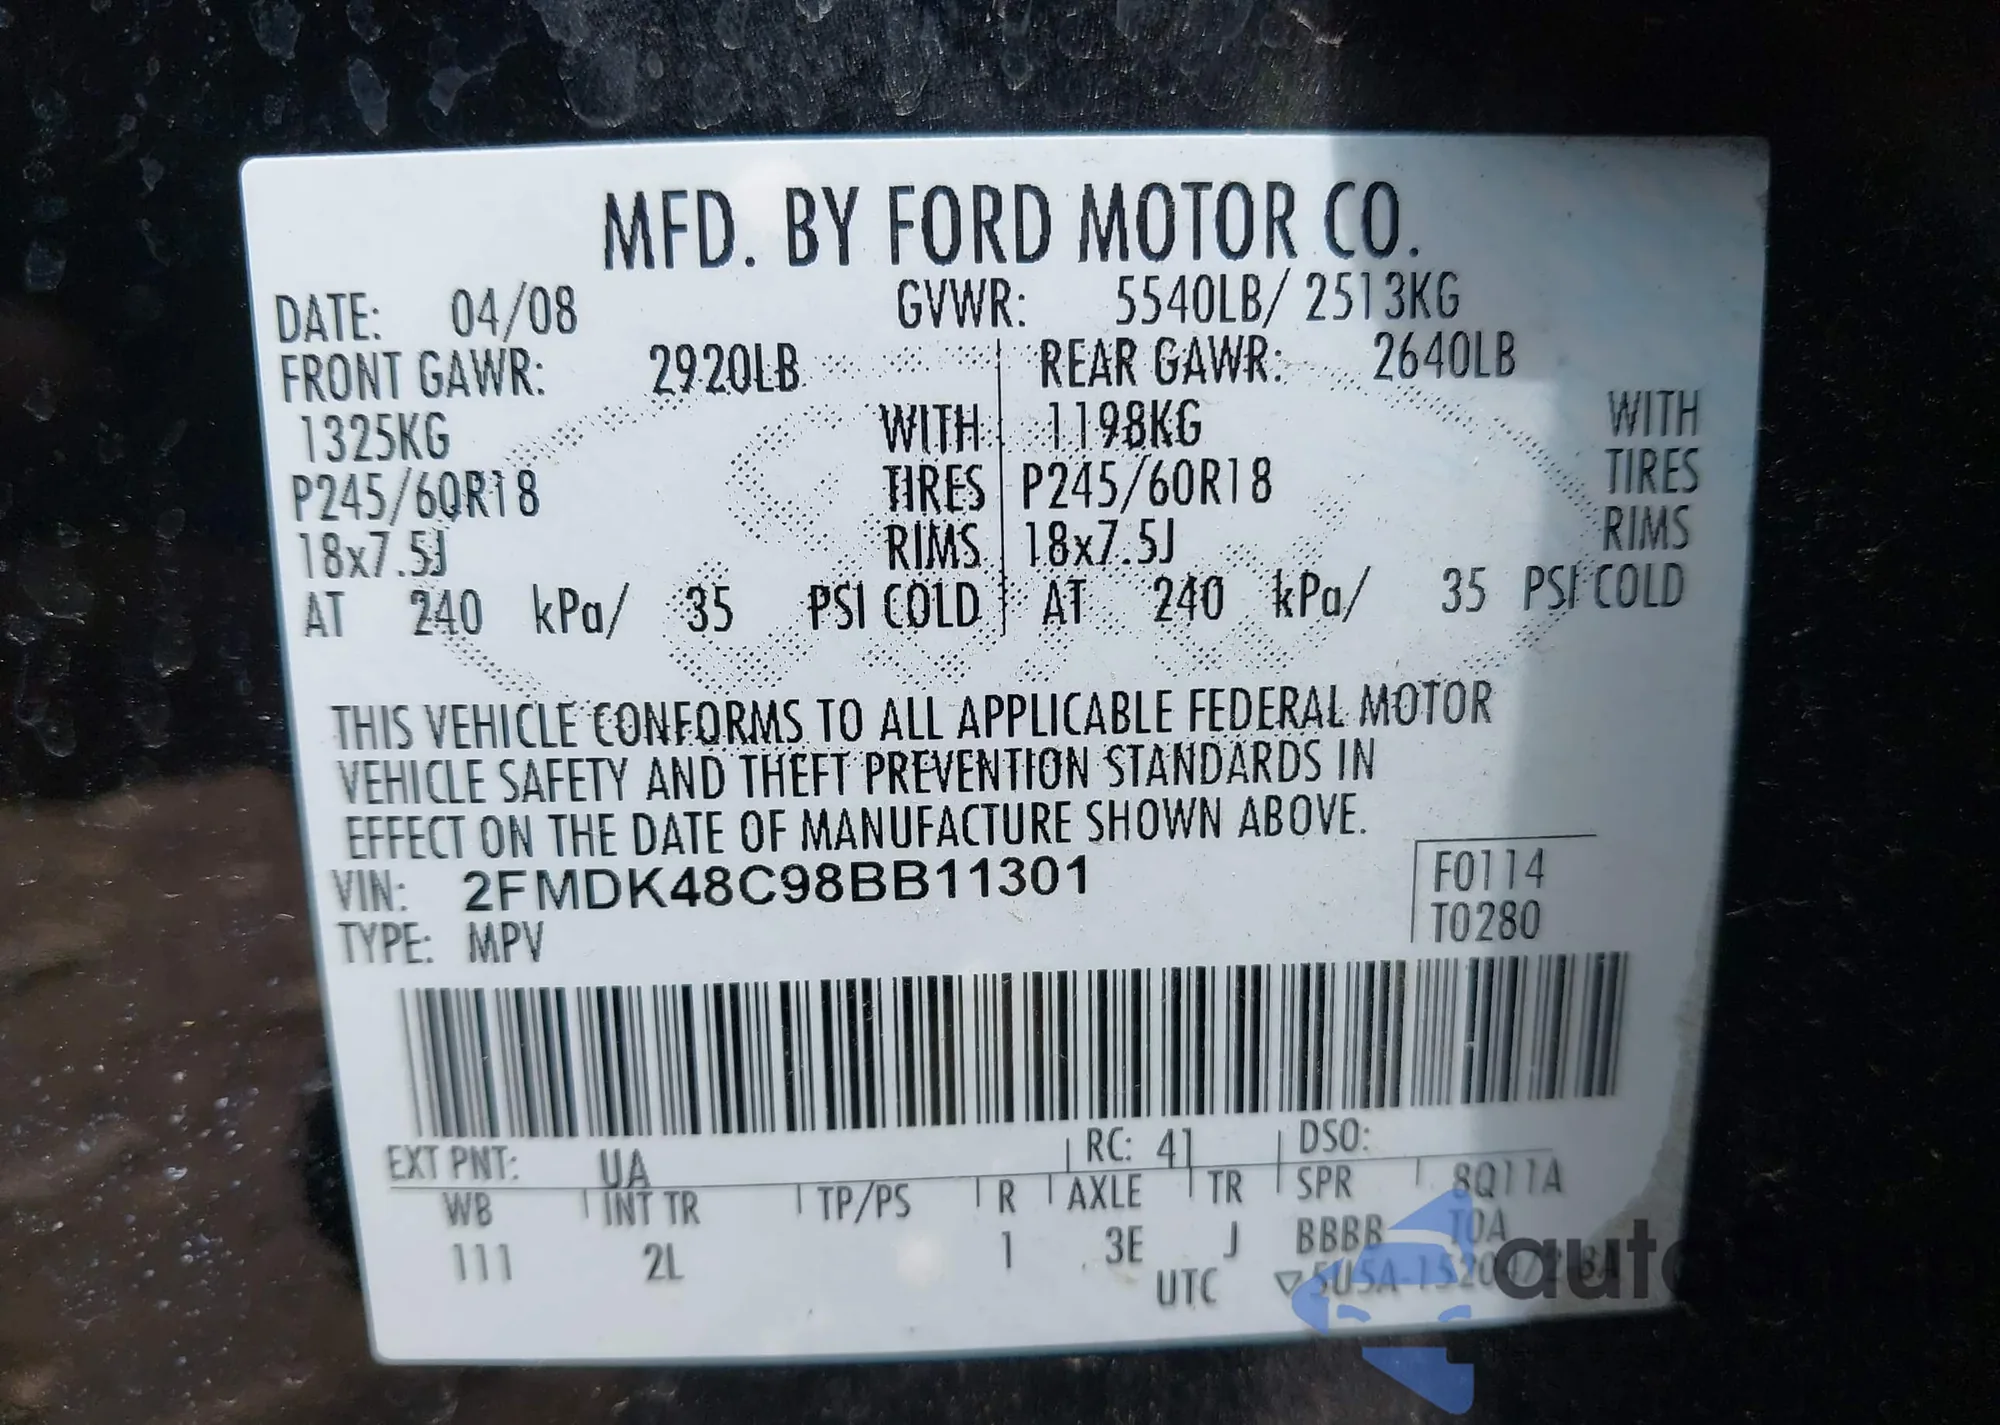 MFD. BY FORD MOTOR CO.
DATE: 04/08 GVWR: 5540LB/ 2513KG
FRONT GAWR: 2920LB REAR GAWR: 2640LB
1325KG WITH 1198KG WITH
P245/60R18 TIRES P245/60R18 TIRES
18x7.5J RIMS 18x7.5J RIMS
AT 240 kPa/ 35 PSI COLD AT 240 kPa/ 35 PSI COLD
THIS VEHICLE CONFORMS TO ALL APPLICABLE FEDERAL MOTOR
VEHICLE SAFETY AND THEFT PREVENTION STANDARDS IN
EFFECT ON THE DATE OF MANUFACTURE SHOWN ABOVE.
VIN: 2FMDK48C98BB11301 F0114
TYPE: MPV T0280
EXT PNT: UA RC: 41 DSO:
WB INT TR TP/PS R AXLE TR SPR 8Q11A
111 2L 1 3E J BBBB T0A
UTC